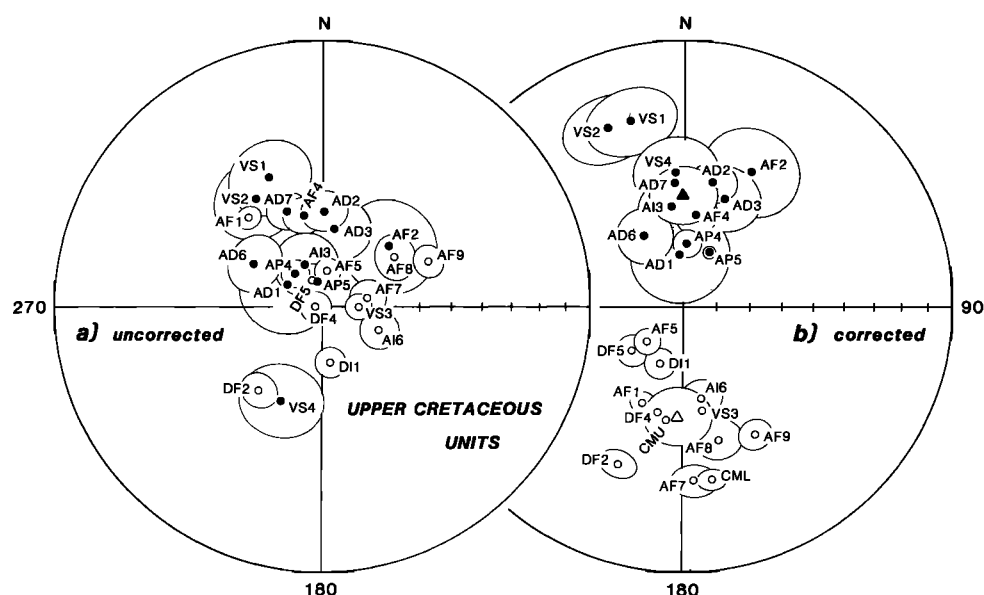 N
N
VS1
VS2
AD7
AF4
AD2
AF1
AD3
AF2
AD6
AP4
AI3
AF5
AF8
AF9
AD1
DF5
AP5
AF7
270
DF4
VS3
a) uncorrected
AI6
DI1
DF2
VS4
UPPER CRETACEOUS
UNITS
180
VS2
VS1
VS4
AD2
AF2
AD7
AI3
AD3
AF4
AD6
AP4
AD1
AP5
90
b) corrected
AF5
DF5
DI1
AF1
AI6
DF4
VS3
CMU
AF8
AF9
DF2
AF7
CML
180